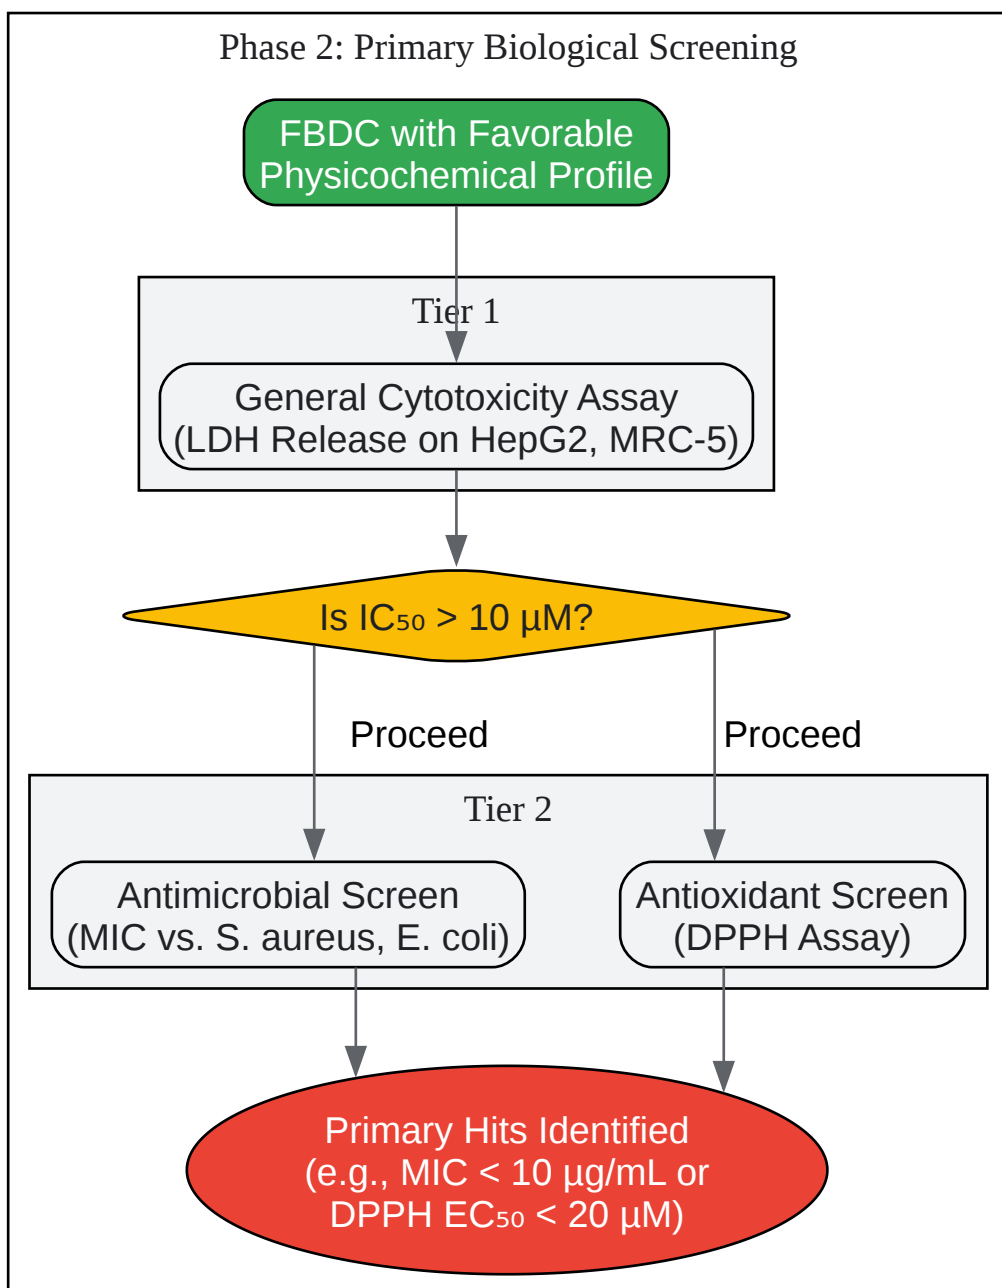 Phase 2: Primary Biological Screening
FBDC with Favorable
Physicochemical Profile
Tier 1
General Cytotoxicity Assay
(LDH Release on HepG2, MRC-5)
Is IC₅₀ > 10 µM?
Proceed
Proceed
Tier 2
Antimicrobial Screen
(MIC vs. S. aureus, E. coli)
Antioxidant Screen
(DPPH Assay)
Primary Hits Identified
(e.g., MIC < 10 µg/mL or
DPPH EC₅₀ < 20 µM)